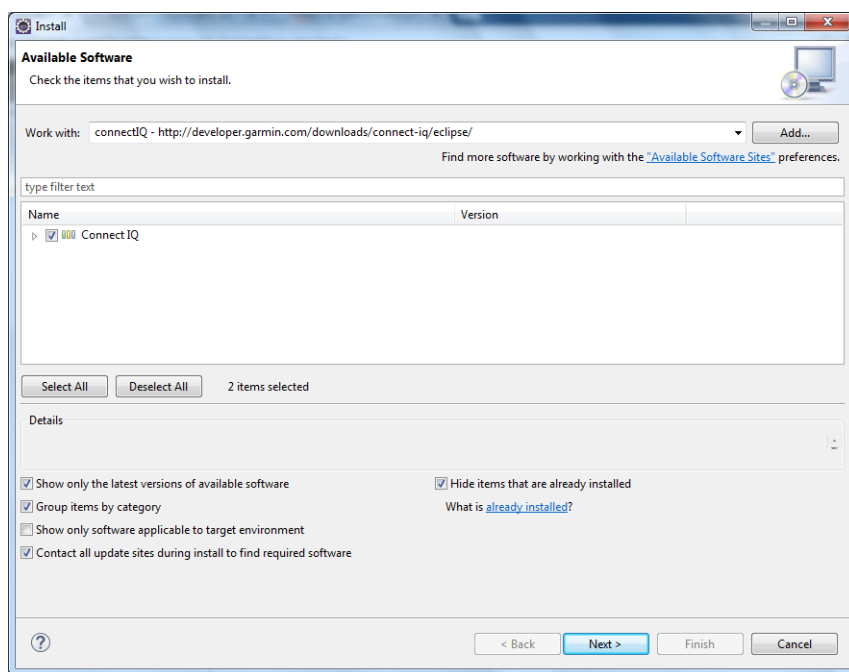 Install
Available Software
Check the items that you wish to install.
Work with: connectIQ - http://developer.garmin.com/downloads/connect-iq/eclipse/ Add...
Find more software by working with the "Available Software Sites" preferences.
type filter text
Name Version
Connect IQ
Select All Deselect All 2 items selected
Details
Show only the latest versions of available software Hide items that are already installed
Group items by category What is already installed?
Show only software applicable to target environment
Contact all update sites during install to find required software
? < Back Next > Finish Cancel